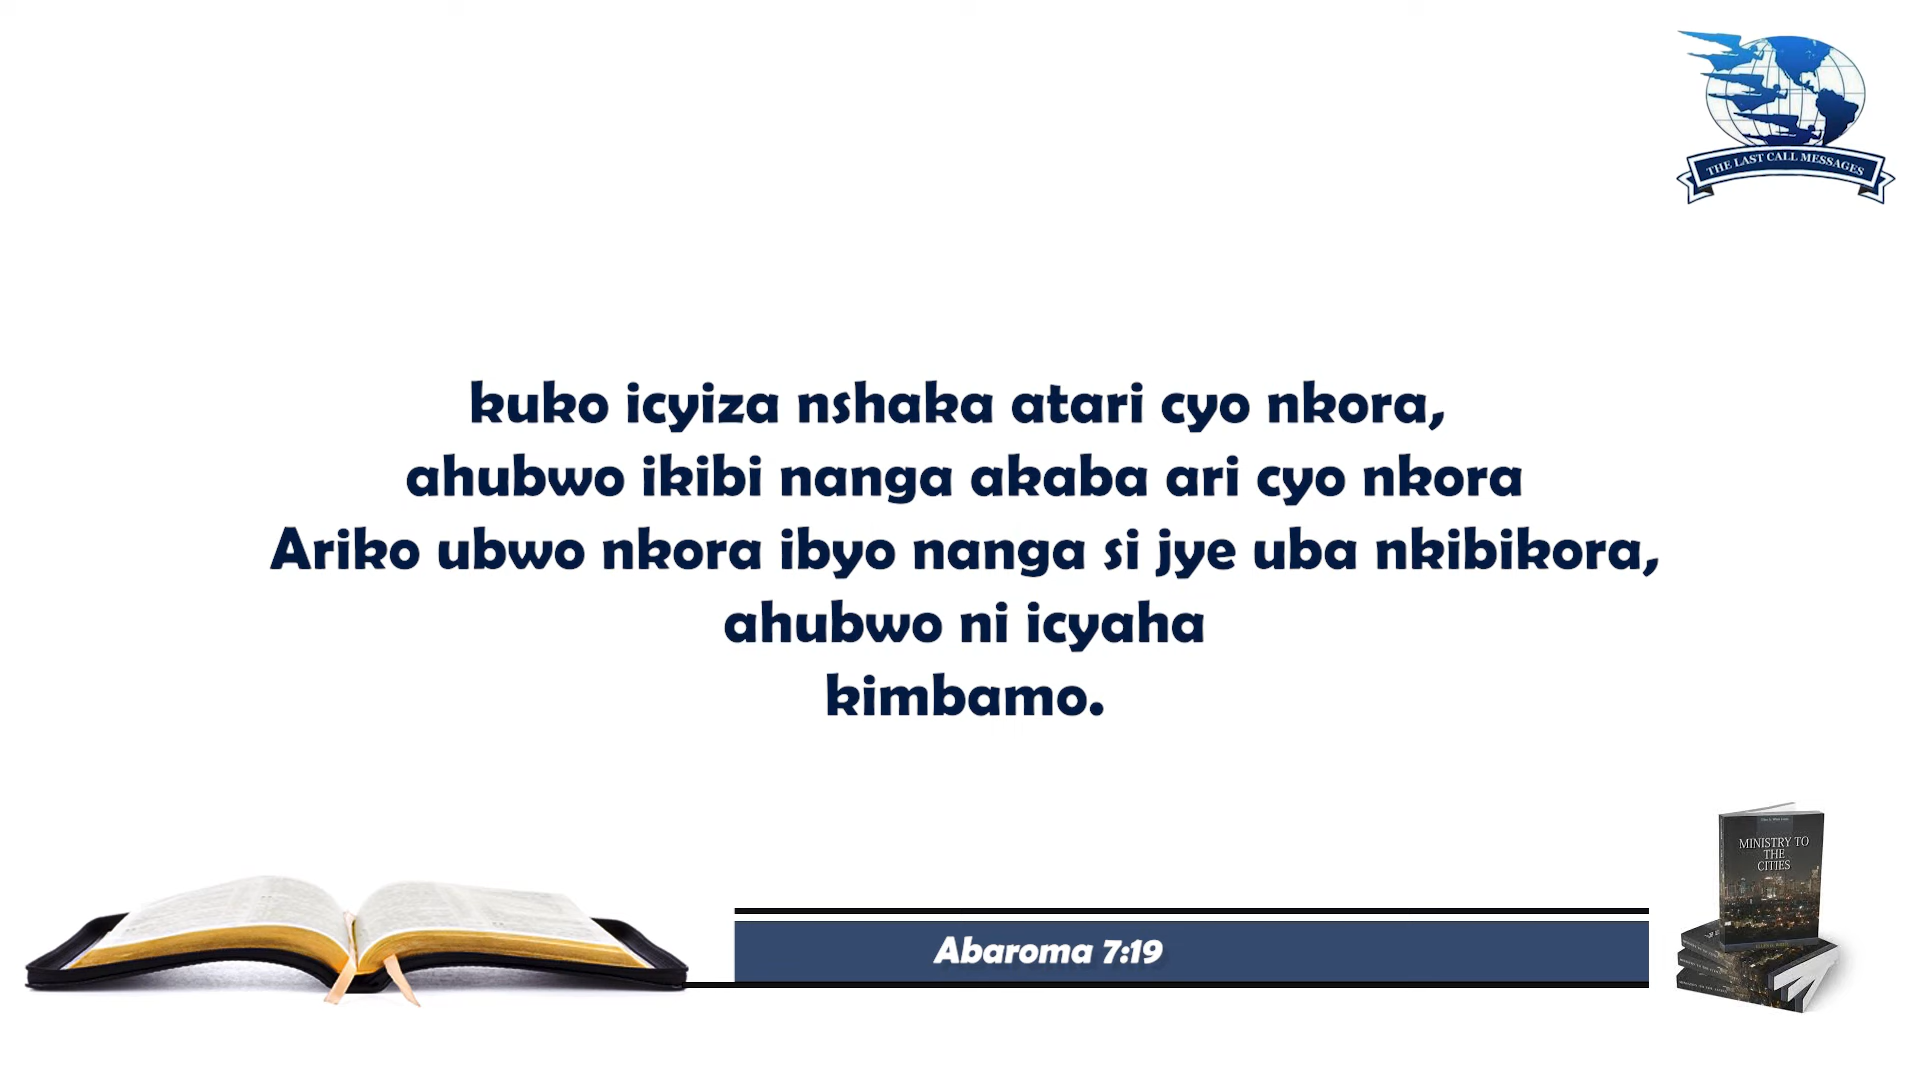 THE LAST CALL MESSAGES
kuko icyiza nshaka atari cyo nkora,
ahubwo ikibi nanga akaba ari cyo nkora
Ariko ubwo nkora ibyo nanga si jye uba nkibikora,
ahubwo ni icyaha
kimbamo.
MINISTRY TO
THE
CITIES
Abaroma 7:19